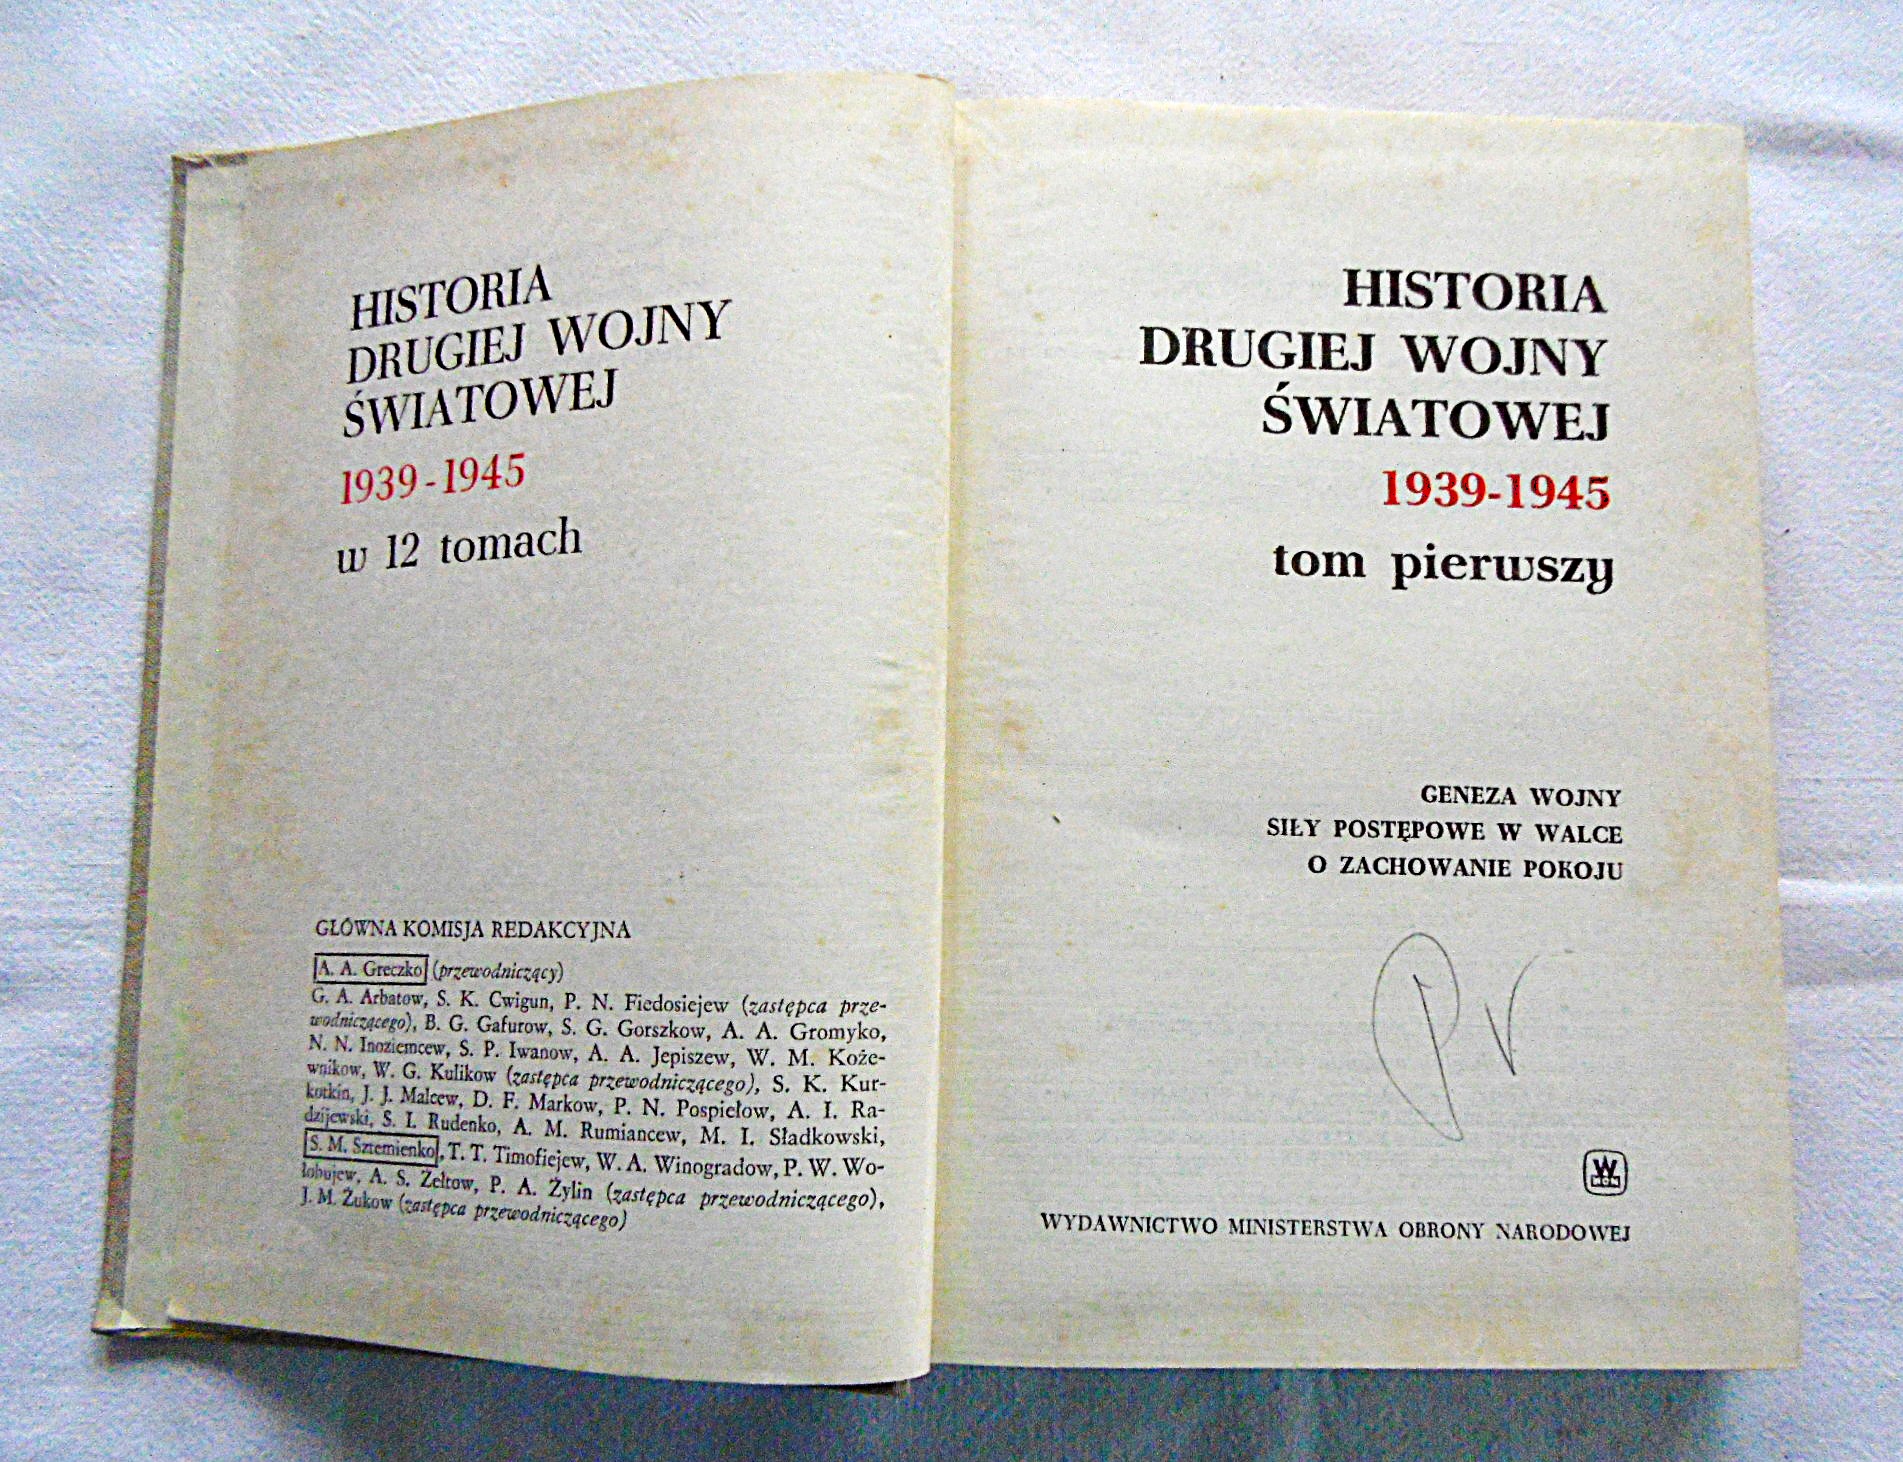 HISTORIA
DRUGIEJ WOJNY
ŚWIATOWEJ
1939-1945
w 12 tomach
GŁÓWNA KOMISJA REDAKCYJNA
A. A. Greczko (przewodniczący)
G. A. Arbatow, S. K. Cwigun, P. N. Fiedosiejew (zastępca prze-
wodniczącego), B. G. Gafurow, S. G. Gorszkow, A. A. Gromyko,
N. N. Inoziemcew, S. P. Iwanow, A. A. Jepiszew, W. M. Koże-
wnikow, W. G. Kulikow (zastępca przewodniczącego), S. K. Kur-
kotkin, J. J. Malcew, D. F. Markow, P. N. Pospiełow, A. I. Ra-
dzijewski, S. I. Rudenko, A. M. Rumiancew, M. I. Sładkowski,
S. M. Sztemienko, T. T. Timofiejew, W. A. Winogradow, P. W. Wo-
łobujew, A. S. Żełtow, P. A. Żylin (zastępca przewodniczącego),
J. M. Żukow (zastępca przewodniczącego)
HISTORIA
DRUGIEJ WOJNY
ŚWIATOWEJ
1939-1945
tom pierwszy
GENEZA WOJNY
SIŁY POSTĘPOWE W WALCE
O ZACHOWANIE POKOJU
WYDAWNICTWO MINISTERSTWA OBRONY NARODOWEJ